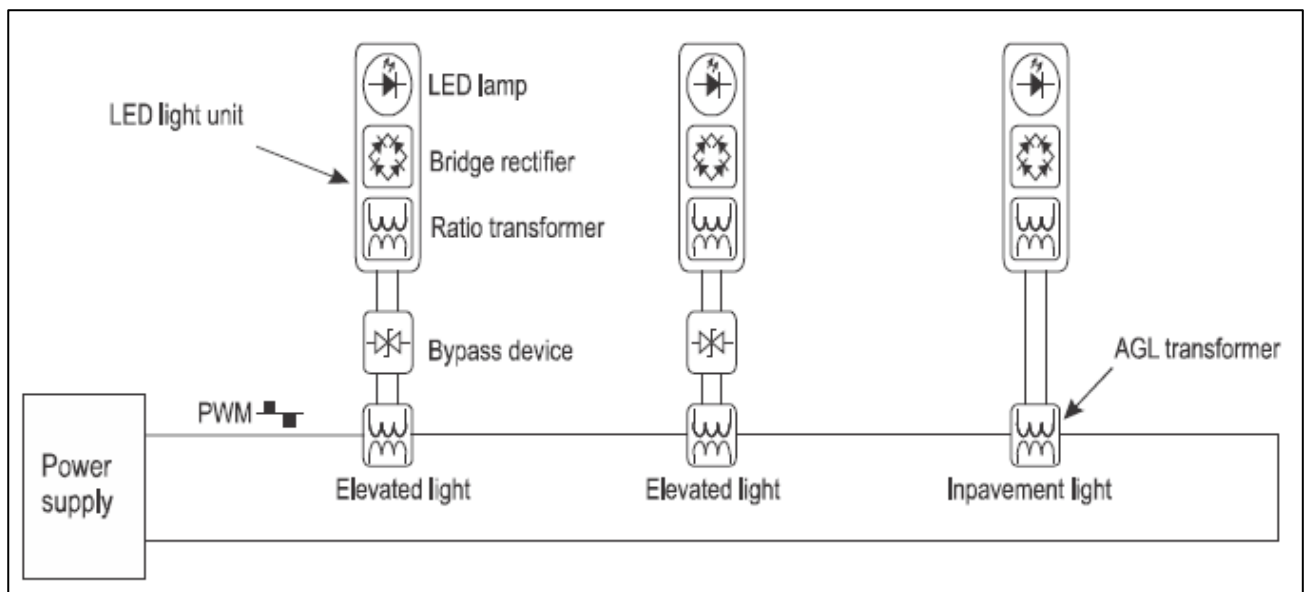 LED lamp
LED light unit
Bridge rectifier
Ratio transformer
Bypass device
AGL transformer
PWM
Power
supply
Elevated light
Elevated light
Inpavement light